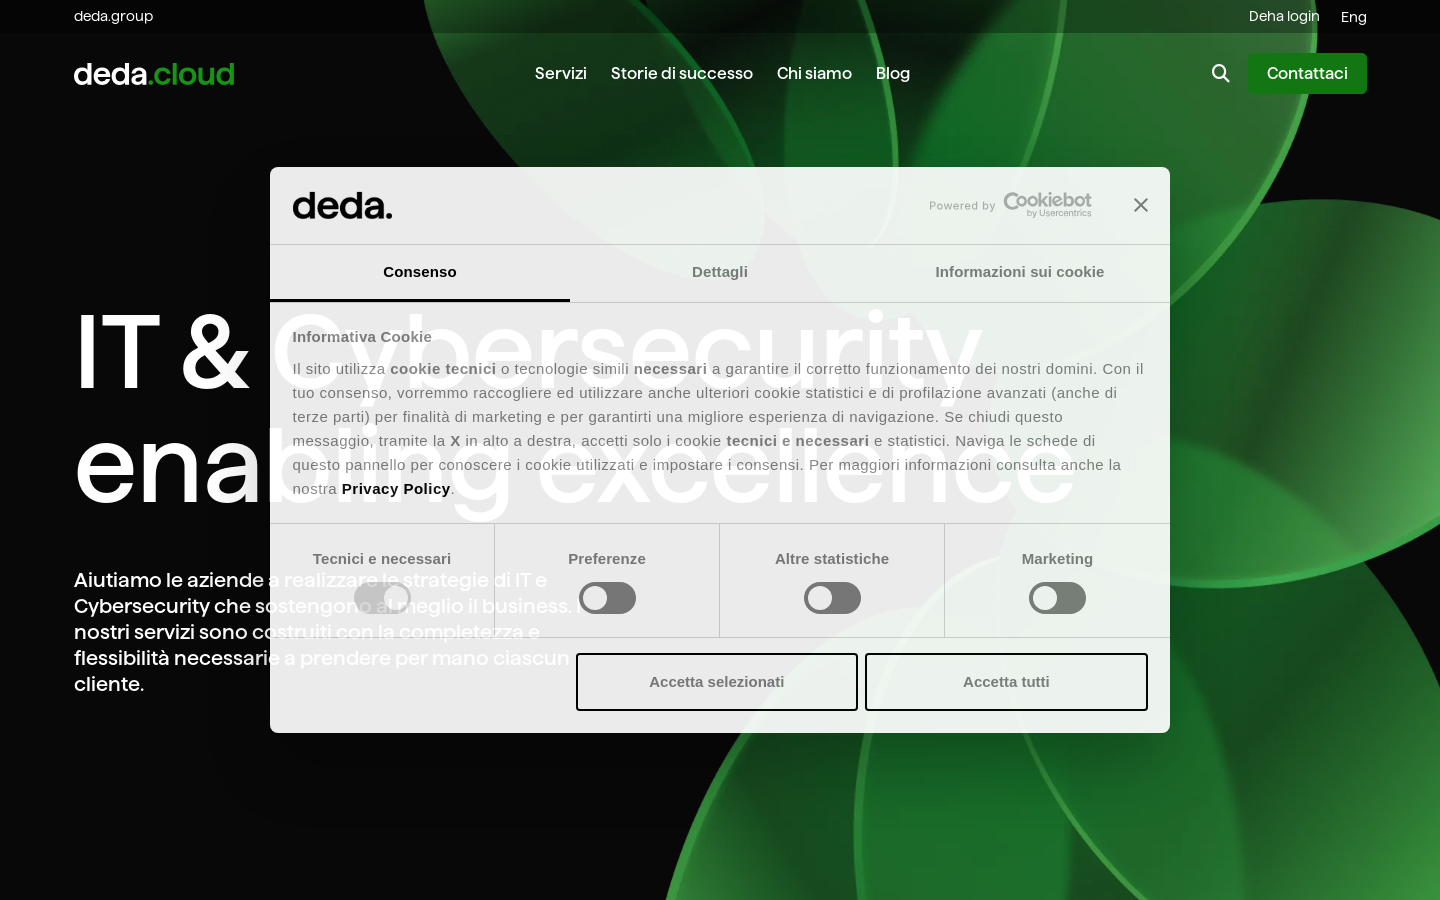 deda.group
Deha login
Eng
deda.cloud
Servizi
Storie di successo
Chi siamo
Blog
Contattaci
deda.
Powered by Cookiebot
by Usercentrics
Consenso
Dettagli
Informazioni sui cookie
IT & Cybersecurity
enabling excellence
Informativa Cookie
Il sito utilizza cookie tecnici o tecnologie simili necessari a garantire il corretto funzionamento dei nostri domini. Con il
tuo consenso, vorremmo raccogliere ed utilizzare anche ulteriori cookie statistici e di profilazione avanzati (anche di
terze parti) per finalità di marketing e per garantirti una migliore esperienza di navigazione. Se chiudi questo
messaggio, tramite la X in alto a destra, accetti solo i cookie tecnici e necessari e statistici. Naviga le schede di
questo pannello per conoscere i cookie utilizzati e impostare i consensi. Per maggiori informazioni consulta anche la
nostra Privacy Policy.
Tecnici e necessari
Preferenze
Altre statistiche
Marketing
Aiutiamo le aziende a realizzare le strategie di IT e
Cybersecurity che sostengono al meglio il business. I
nostri servizi sono costruiti con la completezza e
flessibilità necessarie a prendere per mano ciascun
cliente.
Accetta selezionati
Accetta tutti